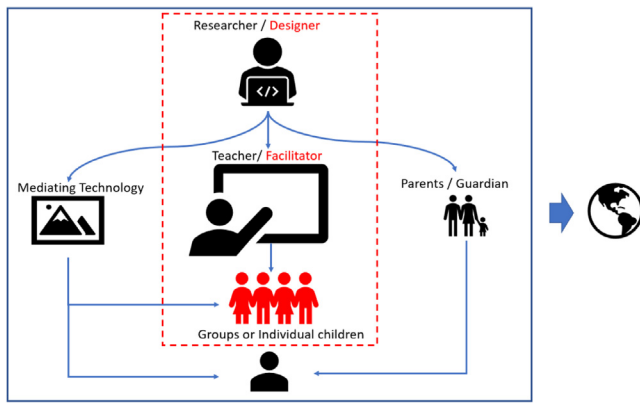 Researcher / Designer
</>
Teacher/ Facilitator
Mediating Technology
Parents / Guardian
Groups or Individual children